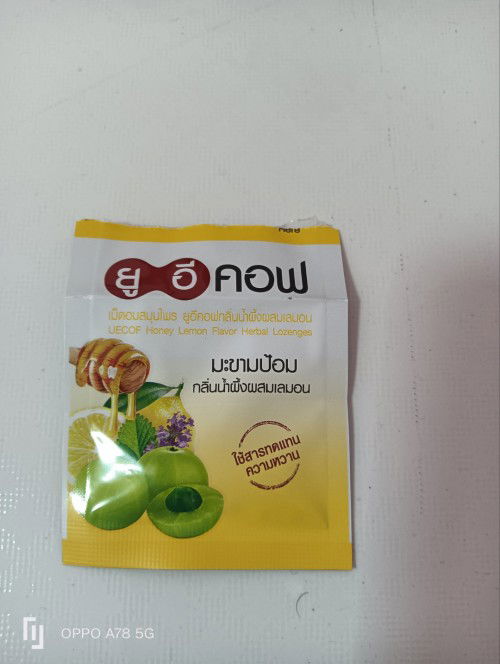 ยูอีคอฟ
เม็ดอมสมุนไพร ยูอีคอฟกลิ่นน้ำผึ้งผสมเลมอน
UECOF Honey Lemon Flavor Herbal Lozenges
มะขามป้อม
กลิ่นน้ำผึ้งผสมเลมอน
ใช้สารทดแทน
ความหวาน
OPPO A78 5G